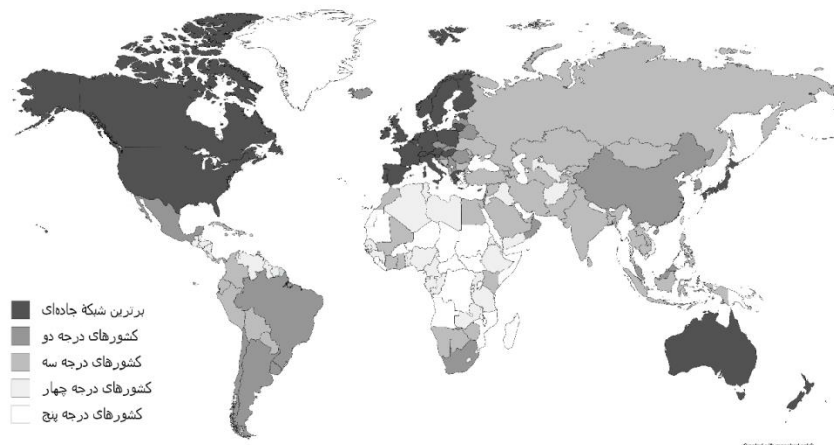 برترین شبکهٔ جاده‌ای
کشورهای درجه دو
کشورهای درجه سه
کشورهای درجه چهار
کشورهای درجه پنج